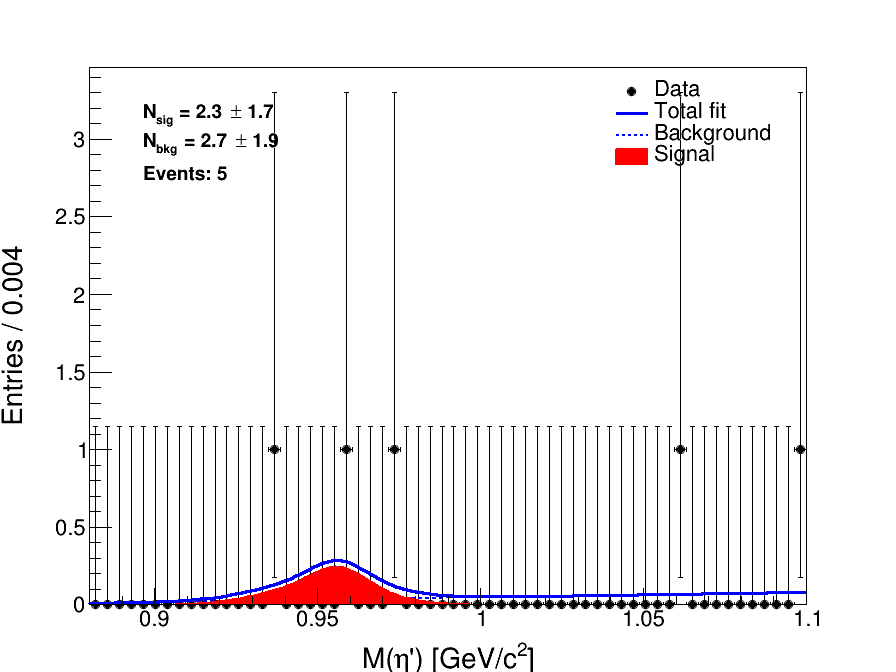 N_sig = 2.3 ± 1.7
N_bkg = 2.7 ± 1.9
Events: 5
Data
Total fit
Background
Signal
Entries / 0.004
3
2.5
2
1.5
1
0.5
0
0.9 0.95 1 1.05 1.1
M(η') [GeV/c²]